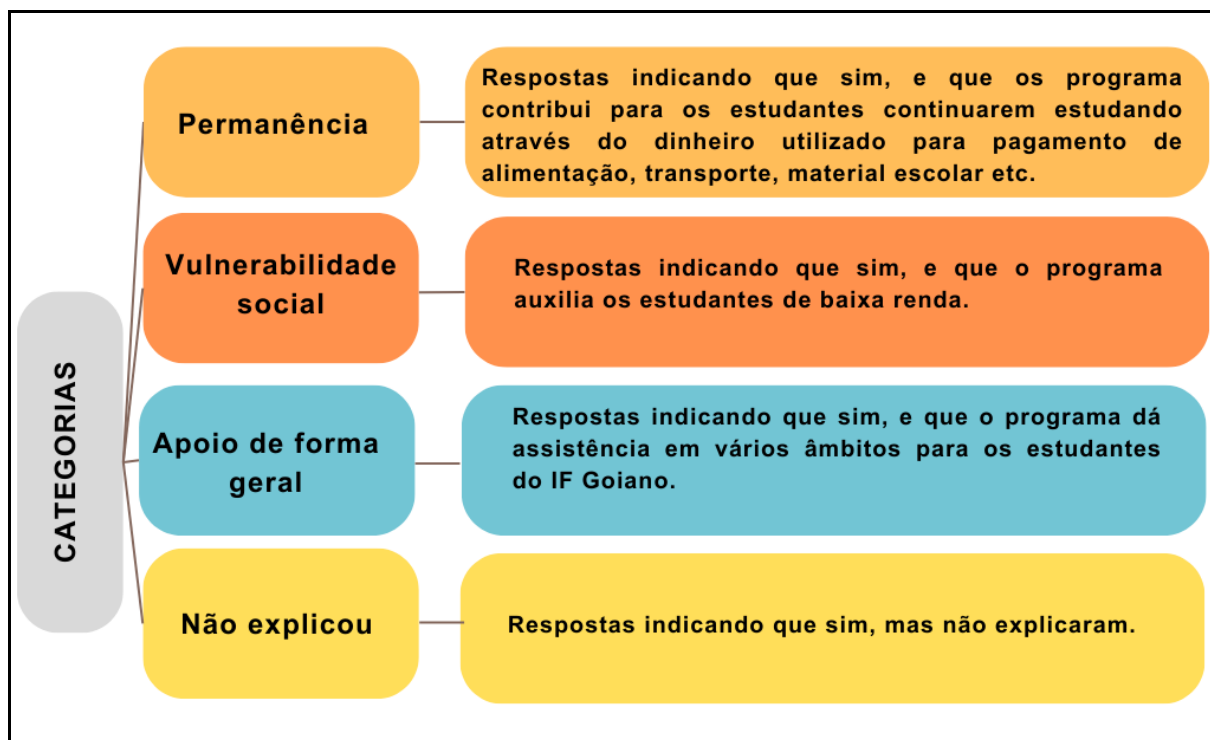 CATEGORIAS
Permanência
Respostas indicando que sim, e que os programa
contribui para os estudantes continuarem estudando
através do dinheiro utilizado para pagamento de
alimentação, transporte, material escolar etc.
Vulnerabilidade
social
Respostas indicando que sim, e que o programa
auxilia os estudantes de baixa renda.
Apoio de forma
geral
Respostas indicando que sim, e que o programa dá
assistência em vários âmbitos para os estudantes
do IF Goiano.
Não explicou
Respostas indicando que sim, mas não explicaram.